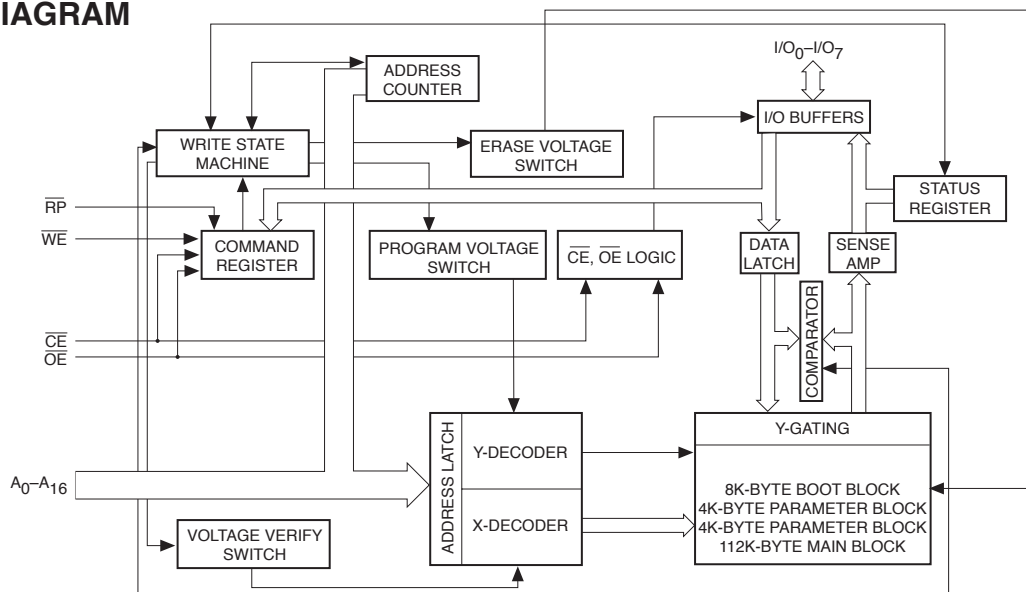 IAGRAM
I/O0–I/O7
ADDRESS
COUNTER
I/O BUFFERS
WRITE STATE
MACHINE
ERASE VOLTAGE
SWITCH
STATUS
REGISTER
RP
WE
COMMAND
REGISTER
PROGRAM VOLTAGE
SWITCH
CE, OE LOGIC
DATA
LATCH
SENSE
AMP
CE
OE
COMPARATOR
ADDRESS LATCH
Y-DECODER
Y-GATING
A0–A16
X-DECODER
8K-BYTE BOOT BLOCK
4K-BYTE PARAMETER BLOCK
4K-BYTE PARAMETER BLOCK
112K-BYTE MAIN BLOCK
VOLTAGE VERIFY
SWITCH